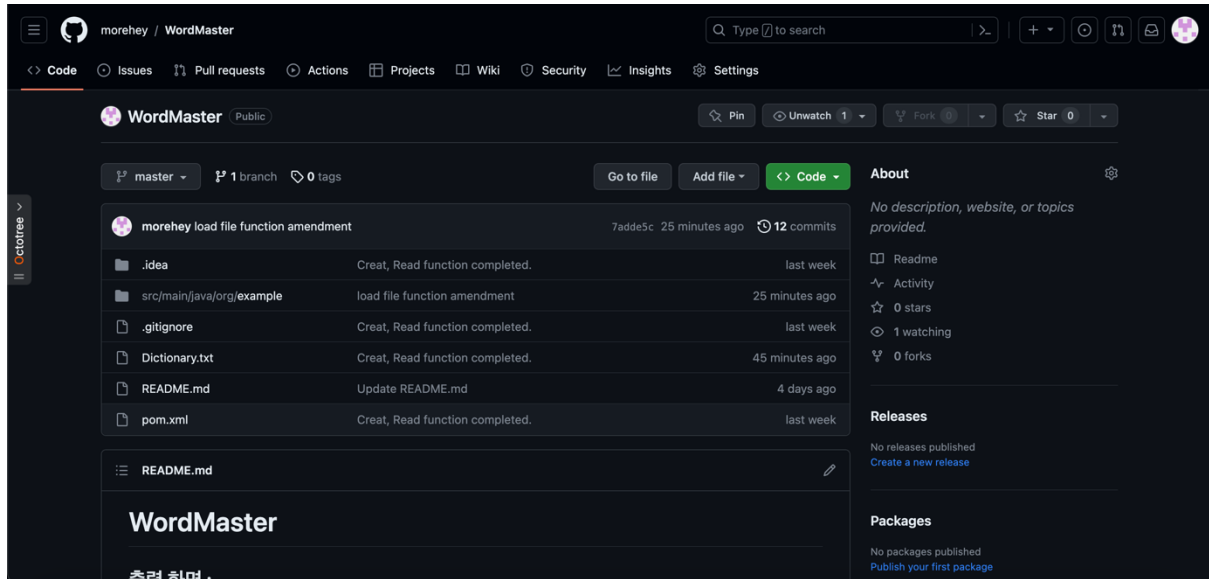 morehey / WordMaster
Type / to search
Code Issues Pull requests Actions Projects Wiki Security Insights Settings
WordMaster Public
Pin Unwatch 1 Fork 0 Star 0
master 1 branch 0 tags Go to file Add file Code
morehey load file function amendment 7adde5c 25 minutes ago 12 commits
.idea Creat, Read function completed. last week
src/main/java/org/example load file function amendment 25 minutes ago
.gitignore Creat, Read function completed. last week
Dictionary.txt Creat, Read function completed. 45 minutes ago
README.md Update README.md 4 days ago
pom.xml Creat, Read function completed. last week
README.md
WordMaster
출력 화면 :
About
No description, website, or topics
provided.
Readme
Activity
0 stars
1 watching
0 forks
Releases
No releases published
Create a new release
Packages
No packages published
Publish your first package
Octotree